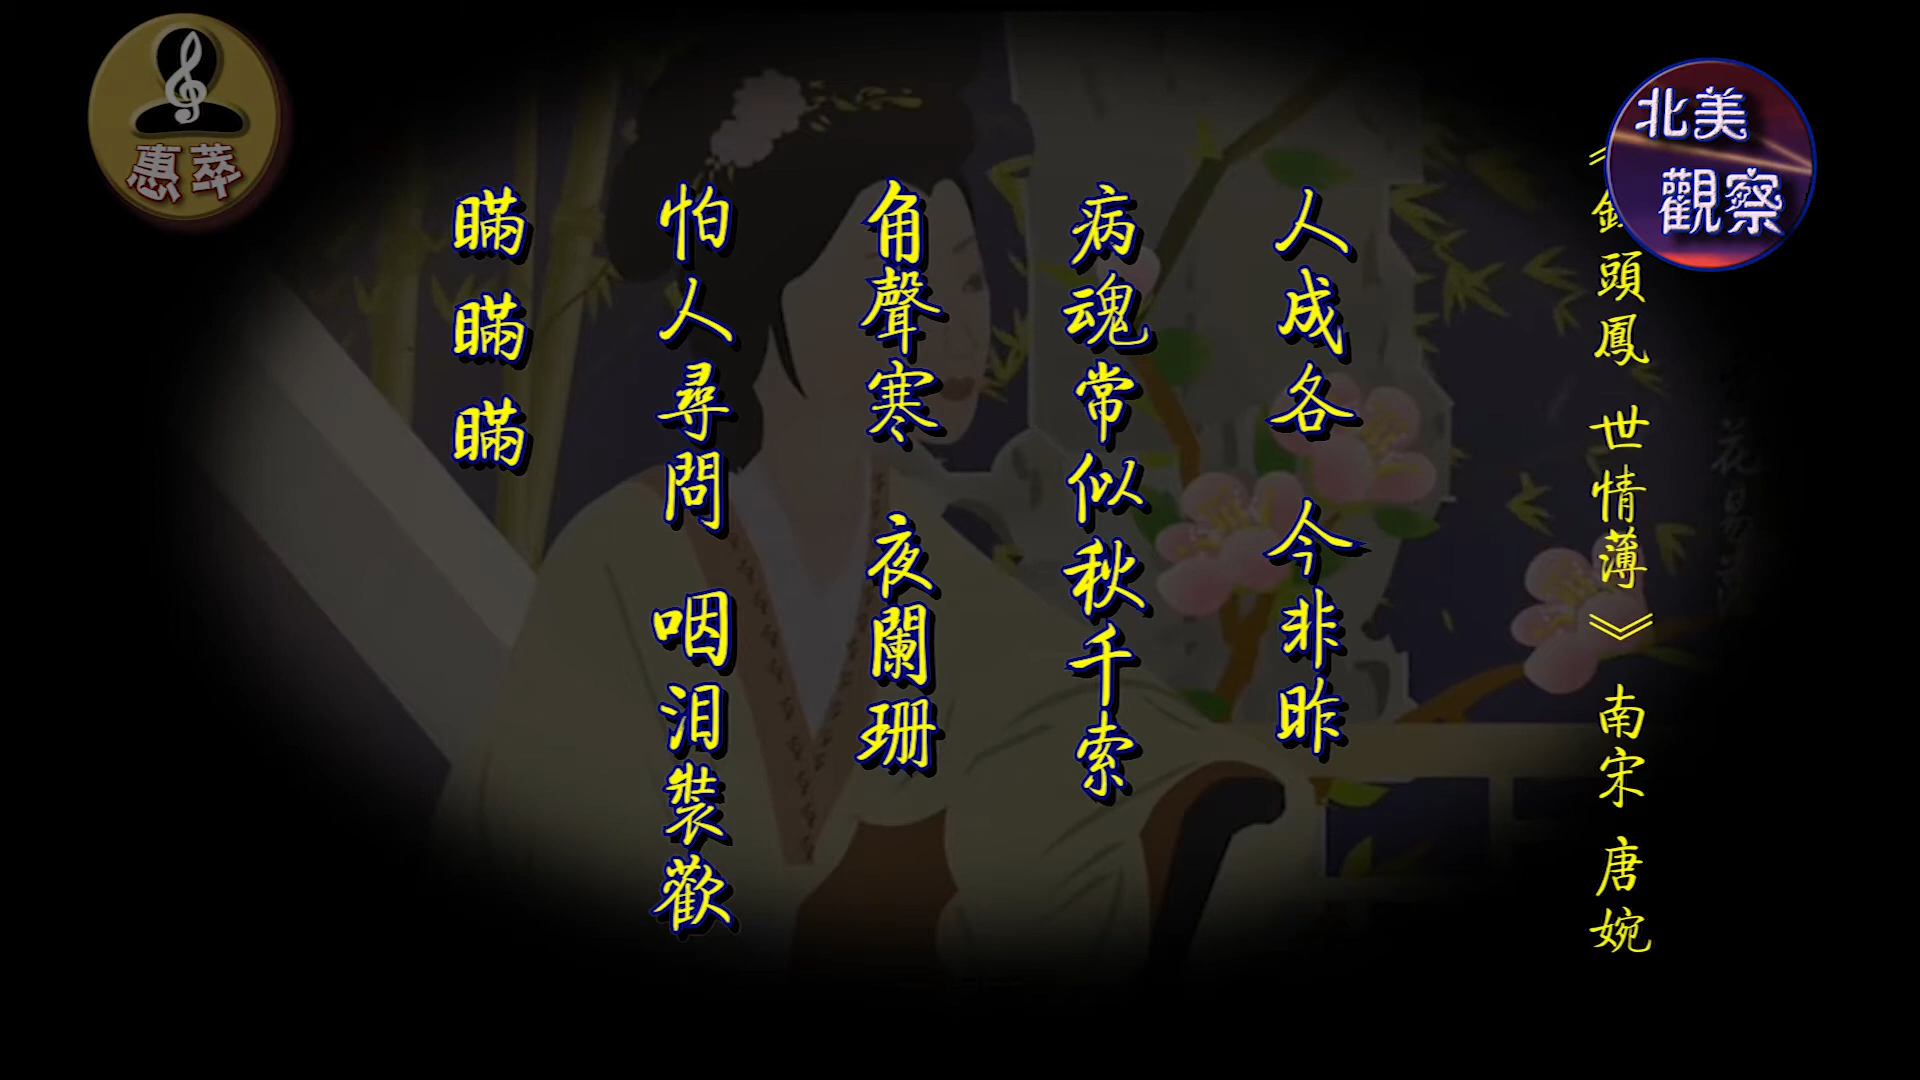 《釵頭鳳 世情薄》 南宋 唐婉
人成各 今非昨
病魂常似秋千索
角聲寒 夜闌珊
怕人尋問 咽泪裝歡
瞞瞞瞞
北美
觀察
惠萃